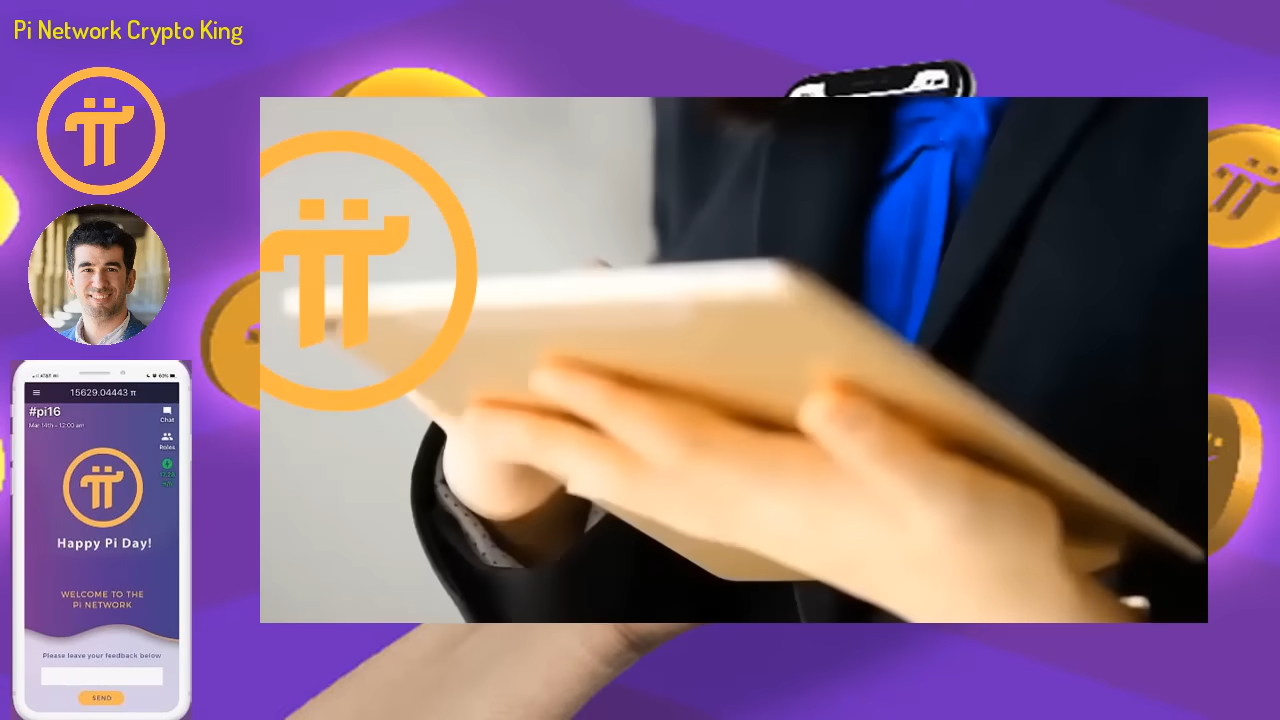 Pi Network Crypto King
15629.04443 π
#pi16
Mar 14th - 12:00 am
Chat
Roles
Happy Pi Day!
WELCOME TO THE
Pi NETWORK
Please leave your feedback below
SEND